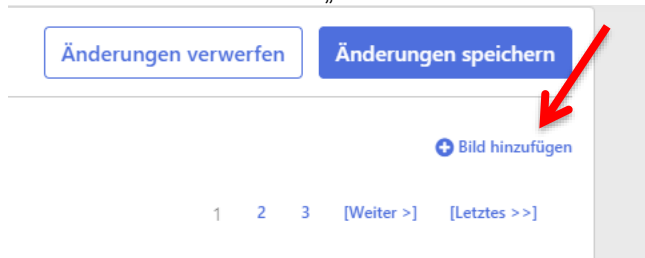 „
Änderungen verwerfen Änderungen speichern
Bild hinzufügen
1 2 3 [Weiter >] [Letztes >>]